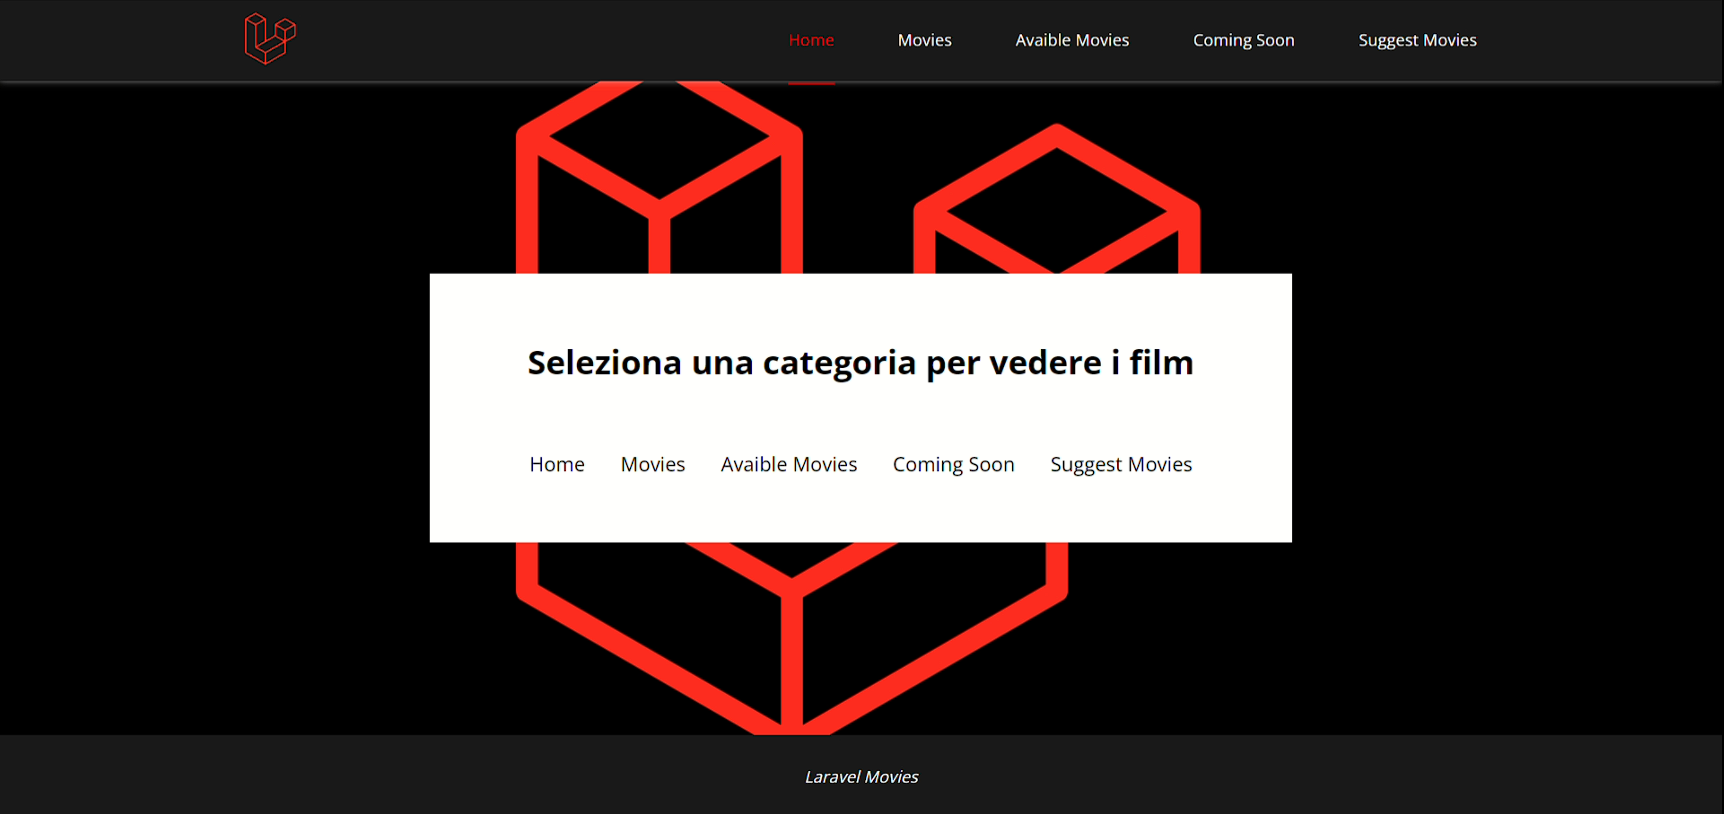 Home Movies Avaible Movies Coming Soon Suggest Movies
Seleziona una categoria per vedere i film
Home Movies Avaible Movies Coming Soon Suggest Movies
Laravel Movies